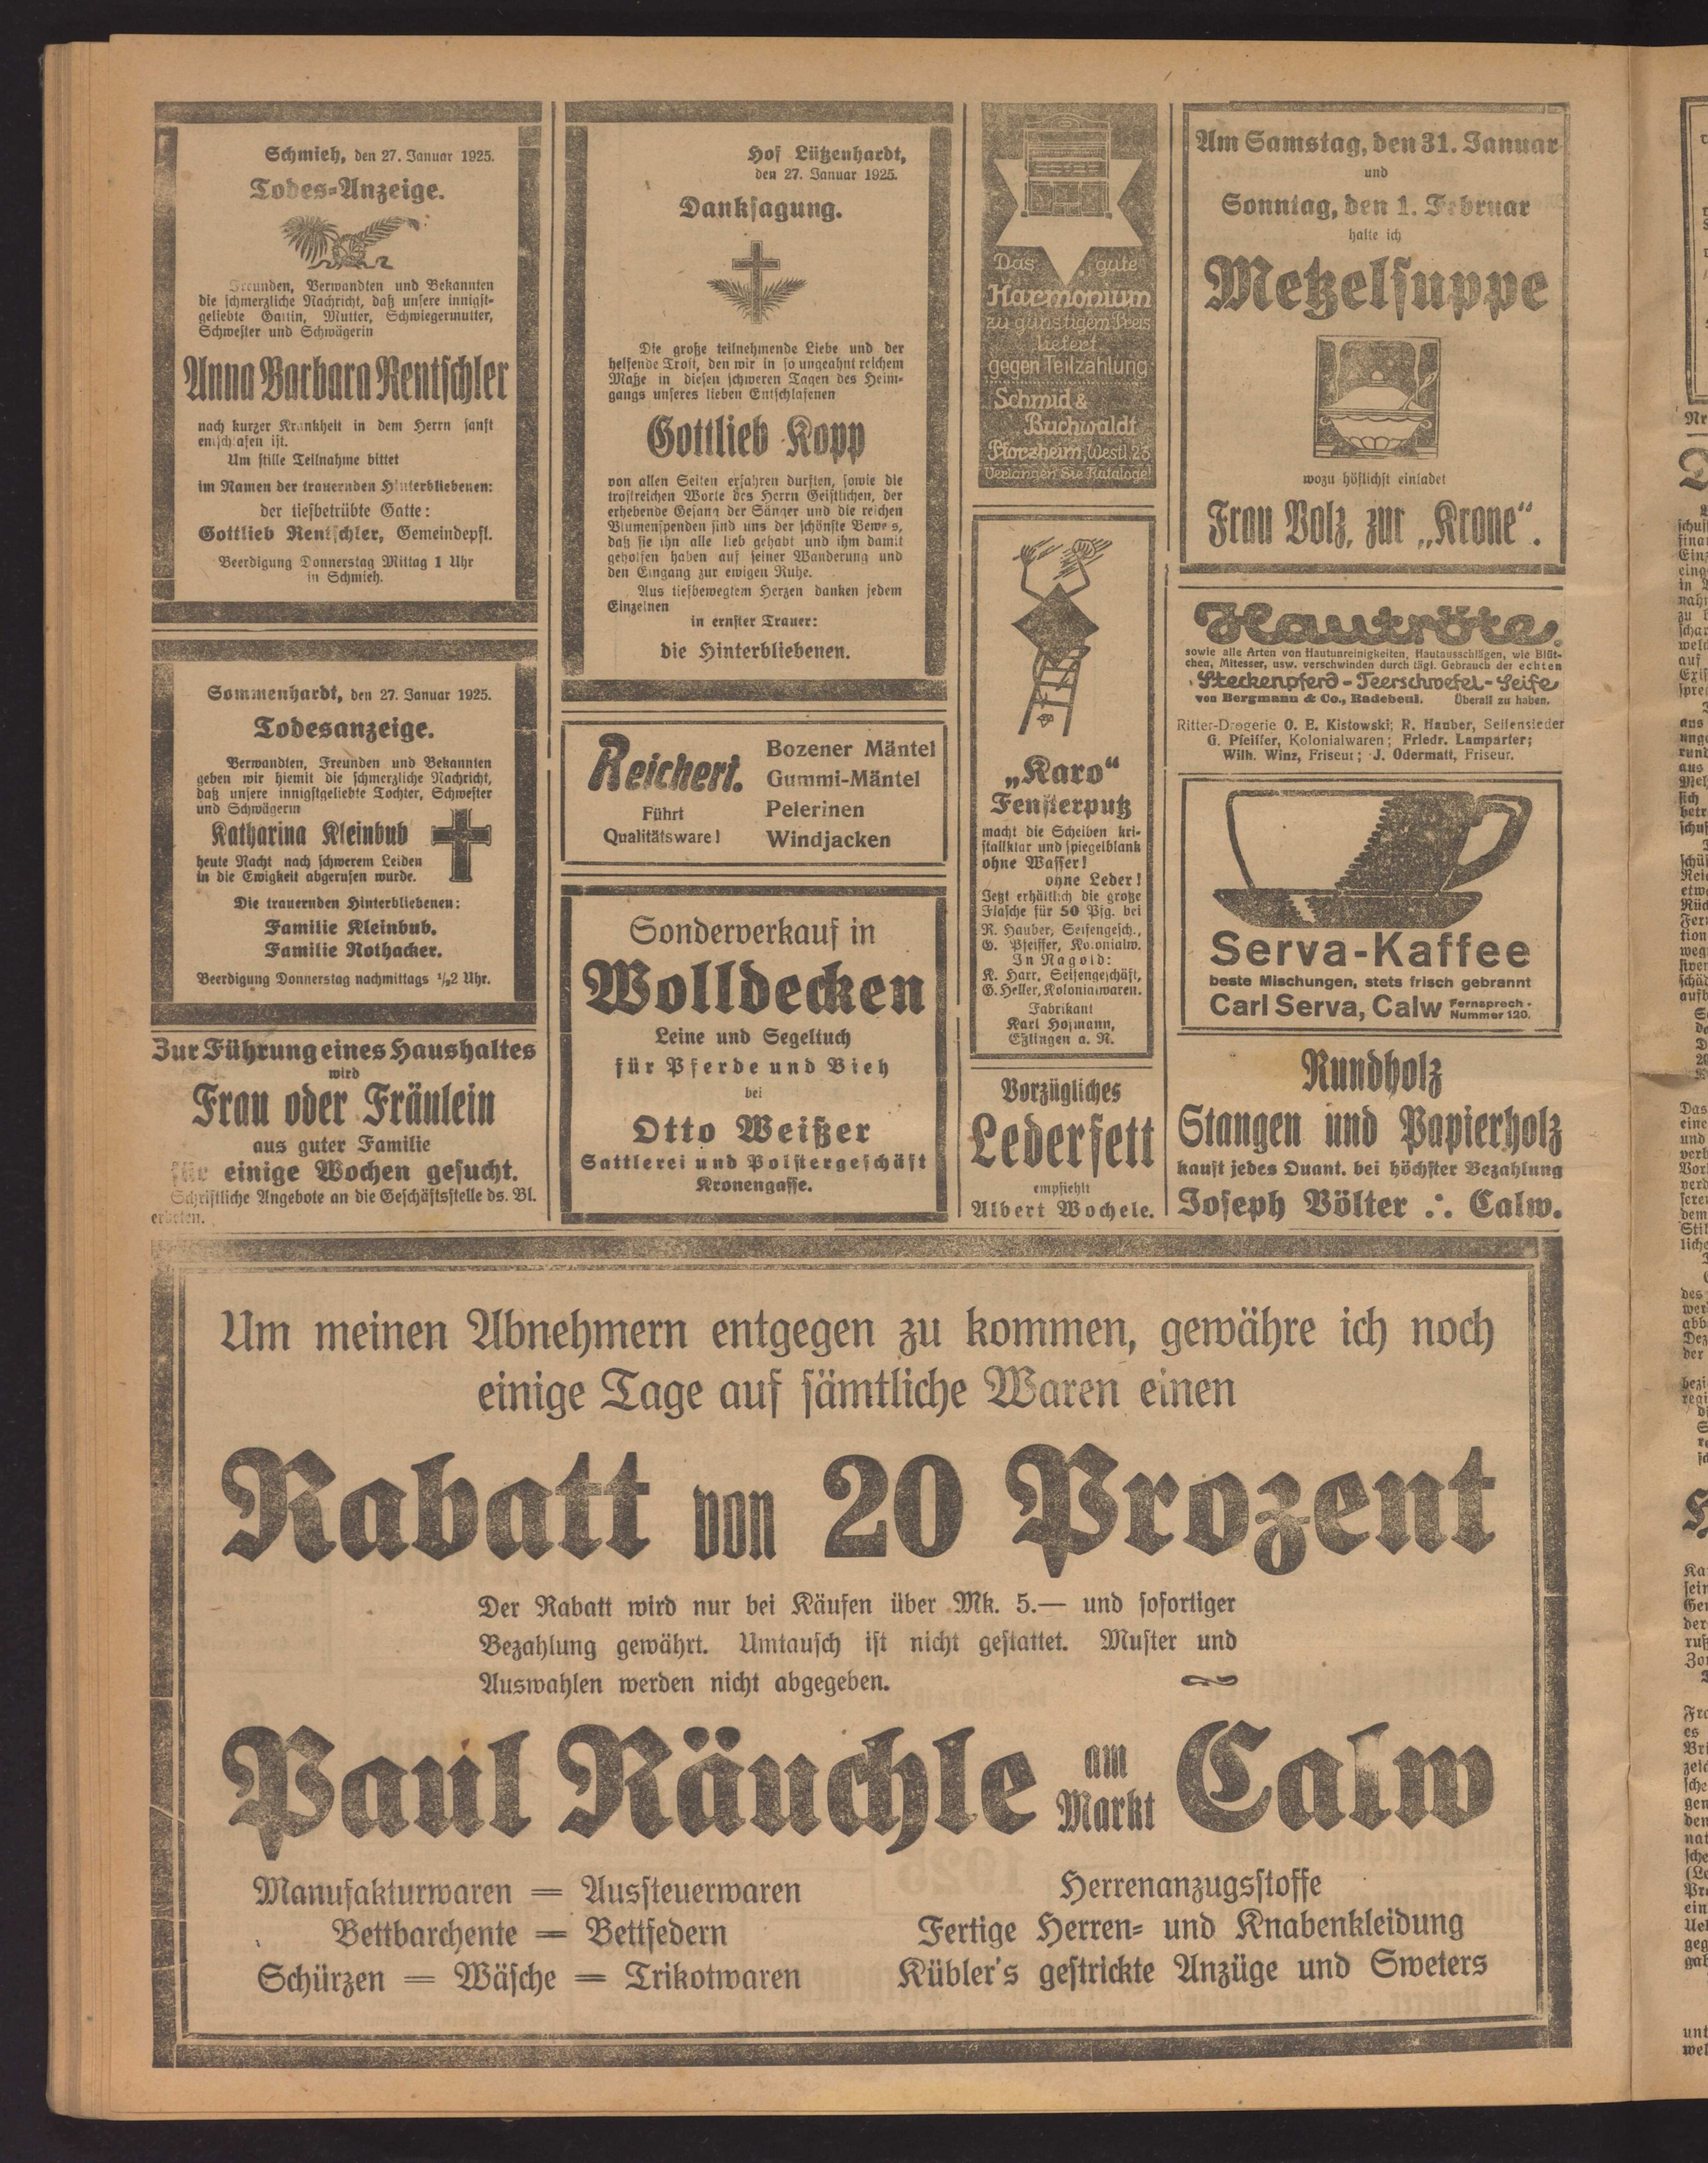 Schmieh, den 27. Januar 1925.
Todes-Anzeige.
Freunden, Verwandten und Bekannten
die schmerzliche Nachricht, daß unsere innigst-
geliebte Gattin, Mutter, Schwiegermutter,
Schwester und Schwägerin
Anna Barbara Rentschler
nach kurzer Krankheit in dem Herrn sanft
entschlafen ist.
Um stille Teilnahme bittet
im Namen der trauernden Hinterbliebenen:
der tiefbetrübte Gatte:
Gottlieb Rentschler, Gemeindepfl.
Beerdigung Donnerstag Mittag 1 Uhr
in Schmieh.
Sommenhardt, den 27. Januar 1925.
Todesanzeige.
Verwandten, Freunden und Bekannten
geben wir hiemit die schmerzliche Nachricht,
daß unsere innigstgeliebte Tochter, Schwester
und Schwägerin
Katharina Kleinbub
heute Nacht nach schwerem Leiden
in die Ewigkeit abgerufen wurde.
Die trauernden Hinterbliebenen:
Familie Kleinbub.
Familie Nothacker.
Beerdigung Donnerstag nachmittags ½2 Uhr.
Zur Führung eines Haushaltes
wird
Frau oder Fräulein
aus guter Familie
für einige Wochen gesucht.
Schriftliche Angebote an die Geschäftsstelle ds. Bl.
erbeten.
Hof Lützenhardt,
den 27. Januar 1925.
Danksagung.
Die große teilnehmende Liebe und der
helfende Trost, den wir in so ungeahnt reichem
Maße in diesen schweren Tagen des Heim-
gangs unseres lieben Entschlafenen
Gottlieb Kopp
von allen Seiten erfahren durften, sowie die
trostreichen Worte des Herrn Geistlichen, der
erhebende Gesang der Sänger und die reichen
Blumenspenden sind uns der schönste Beweis,
daß sie ihn alle lieb gehabt und ihm damit
geholfen haben auf seiner Wanderung und
den Eingang zur ewigen Ruhe.
Aus tiefbewegtem Herzen danken jedem
Einzelnen
in ernster Trauer:
die Hinterbliebenen.
Reichert.
Führt
Qualitätsware!
Bozener Mäntel
Gummi-Mäntel
Pelerinen
Windjacken
Sonderverkauf in
Wolldecken
Leine und Segeltuch
für Pferde und Vieh
bei
Otto Weißer
Sattlerei und Polstergeschäft
Kronengasse.
Das gute
Harmonium
zu günstigem Preis
liefert
gegen Teilzahlung
Schmid &
Buchwaldt
Pforzheim, Westl. 23
Verlangen Sie Kataloge!
„Karo“
Fensterputz
macht die Scheiben kri-
stallklar und spiegelblank
ohne Wasser!
ohne Leder!
Jetzt erhältlich die große
Flasche für 50 Pfg. bei
R. Hauber, Seifengesch.,
G. Pfeiffer, Kolonialw.
In Nagold:
K. Harr, Seifengeschäft,
G. Heller, Kolonialwaren.
Fabrikant
Karl Hozmann,
Eßlingen a. N.
Vorzügliches
Lederfett
empfiehlt
Albert Wochele.
Am Samstag, den 31. Januar
und
Sonntag, den 1. Februar
halte ich
Metzelsuppe
wozu höflichst einladet
Frau Volz, zur „Krone“.
Hautröte,
sowie alle Arten von Hautunreinigkeiten, Hautausschlägen, wie Blüt-
chen, Mitesser, usw. verschwinden durch tägl. Gebrauch der echten
Steckenpferd-Teerschwefel-Seife
von Bergmann & Co., Radebeul. Überall zu haben.
Ritter-Drogerie O. E. Kistowski; R. Hauber, Seifensieder
G. Pfeiffer, Kolonialwaren; Friedr. Lamparter;
Wilh. Winz, Friseur; J. Odermatt, Friseur.
Serva-Kaffee
beste Mischungen, stets frisch gebrannt
Carl Serva, Calw Fernsprech-
Nummer 120.
Rundholz
Stangen und Papierholz
kauft jedes Quant. bei höchster Bezahlung
Joseph Völter ∴ Calw.
Um meinen Abnehmern entgegen zu kommen, gewähre ich noch
einige Tage auf sämtliche Waren einen
Rabatt von 20 Prozent
Der Rabatt wird nur bei Käufen über Mk. 5.— und sofortiger
Bezahlung gewährt. Umtausch ist nicht gestattet. Muster und
Auswahlen werden nicht abgegeben.
Paul Räuchle am Markt Calw
Manufakturwaren = Aussteuerwaren
Bettbarchente = Bettfedern
Schürzen = Wäsche = Trikotwaren
Herrenanzugsstoffe
Fertige Herren- und Knabenkleidung
Kübler's gestrickte Anzüge und Sweters